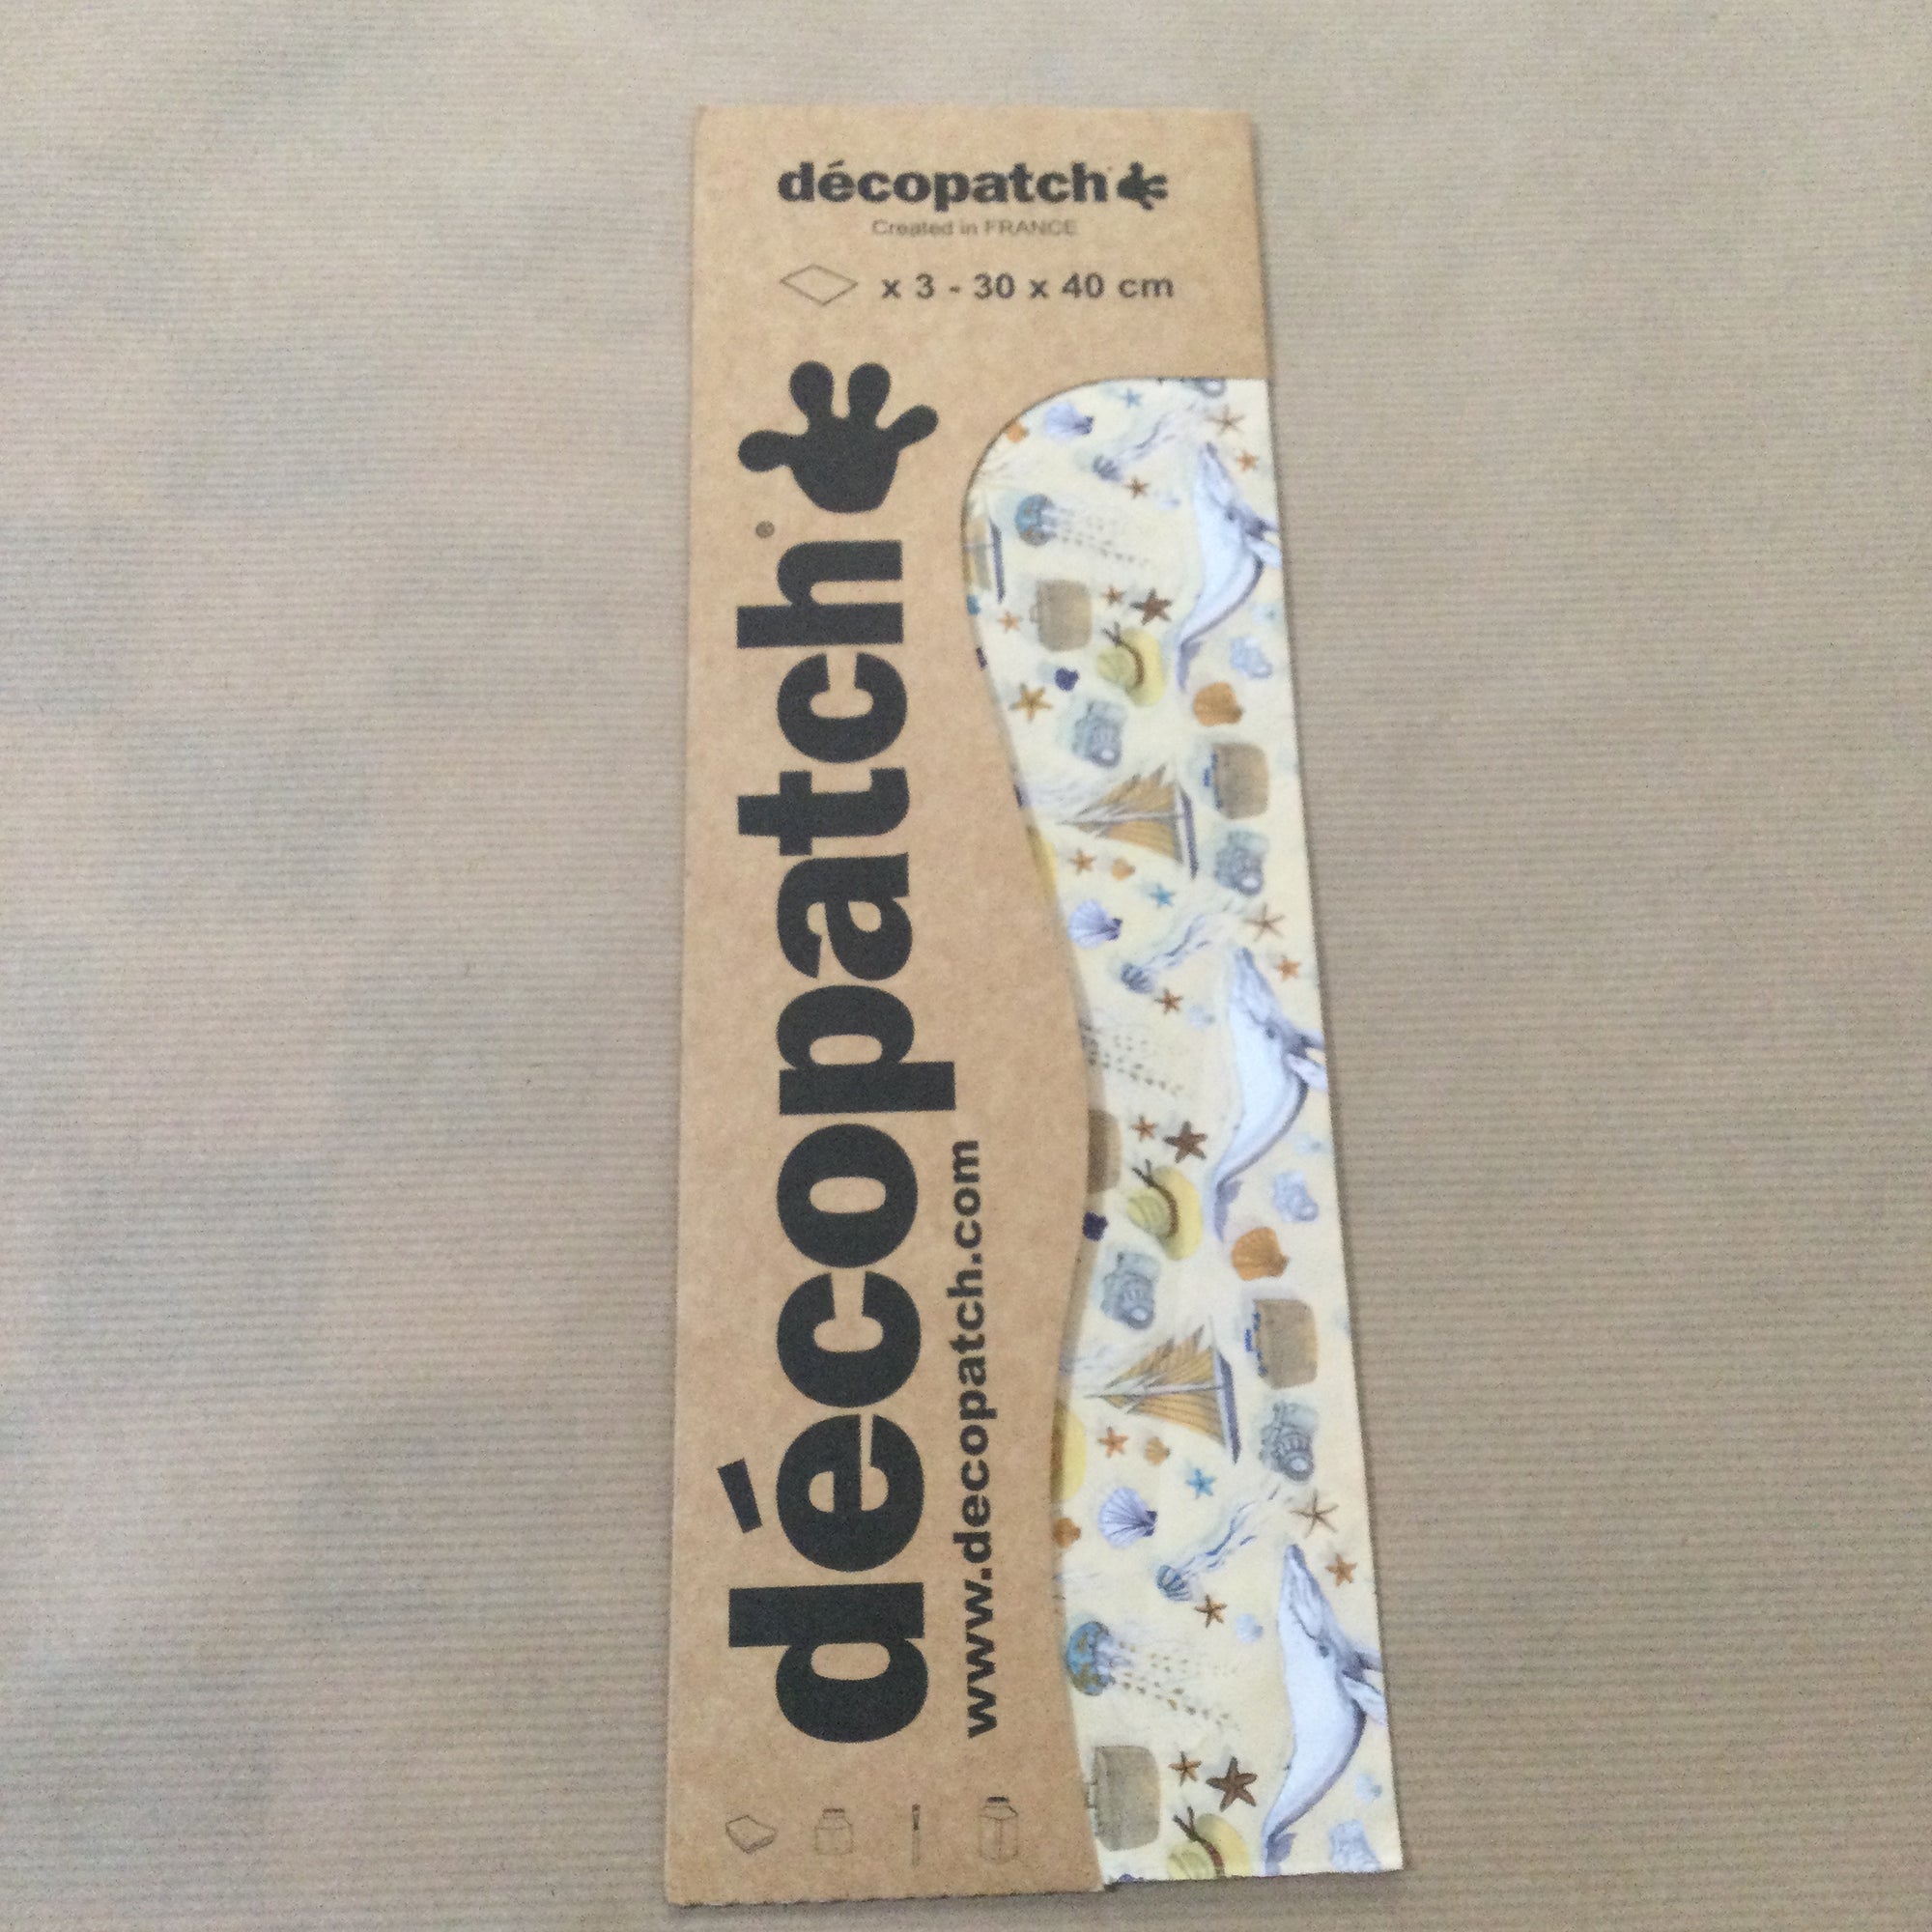 décopatch
Created in FRANCE
x 3 - 30 x 40 cm
décopatch®
www.decopatch.com